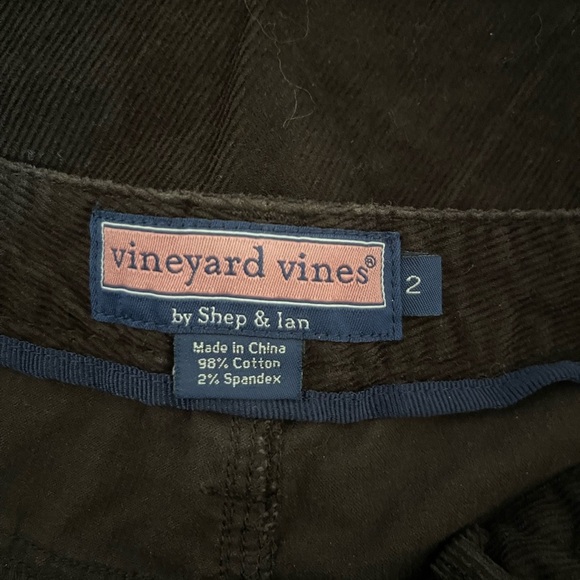 vineyard vines®
2
by Shep & Ian
Made in China
98% Cotton
2% Spandex